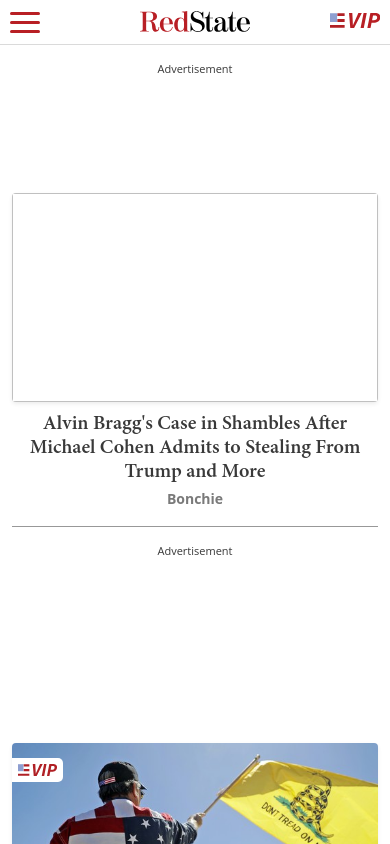 RedState
VIP
Advertisement
Alvin Bragg's Case in Shambles After
Michael Cohen Admits to Stealing From
Trump and More
Bonchie
Advertisement
VIP
DON'T TREAD ON